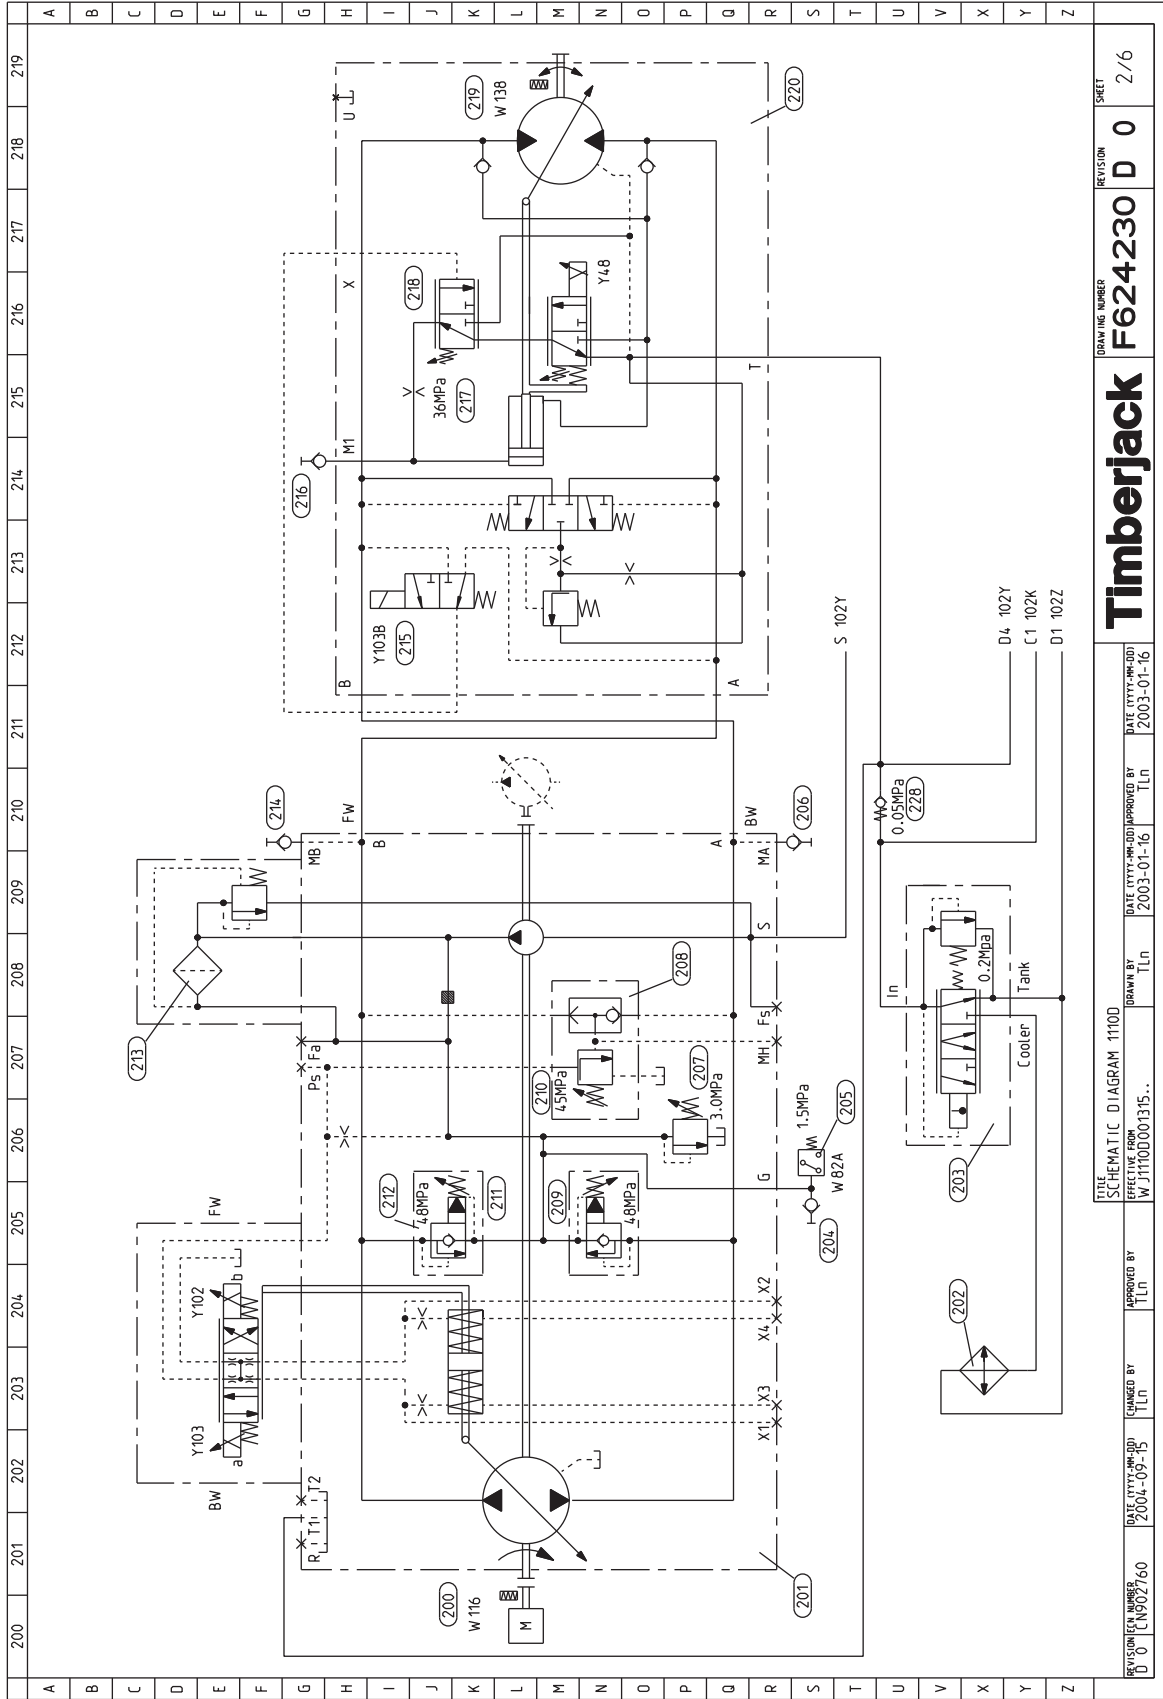 200 201 202 203 204 205 206 207 208 209 210 211 212 213 214 215 216 217 218 219
A
B
C
D
E
F
G
H
I
J
K
L
M
N
O
P
Q
R
S
T
U
V
X
Y
Z
BW
a
Y103
Y102
b
FW
213
214
R
T1
T2
Ps
Fa
MB
FW
B
200
W 116
M
212
48MPa
211
209
48MPa
210
45MPa
208
207
3.0MPa
201
X1
X3
X4
X2
G
MH
Fs
S
MA
A
BW
206
204
W 82A
1.5MPa
205
B
Y103B
215
216
M1
36MPa
217
218
X
U
219
W 138
Y48
A
T
220
S 102Y
0.05MPa
228
In
0.2Mpa
Cooler
Tank
203
202
D4 102Y
C1 102K
D1 102Z
A
B
C
D
E
F
G
H
I
J
K
L
M
N
O
P
Q
R
S
T
U
V
X
Y
Z
REVISION
D 0
ECN NUMBER
CN902760
DATE (YYYY-MM-DD)
2004-09-15
CHANGED BY
TLn
APPROVED BY
TLn
TITLE
SCHEMATIC DIAGRAM 1110D
EFFECTIVE FROM
WJ1110D001315..
DRAWN BY
TLn
DATE (YYYY-MM-DD)
2003-01-16
APPROVED BY
TLn
DATE (YYYY-MM-DD)
2003-01-16
Timberjack
DRAWING NUMBER
F624230
REVISION
D 0
SHEET
2/6